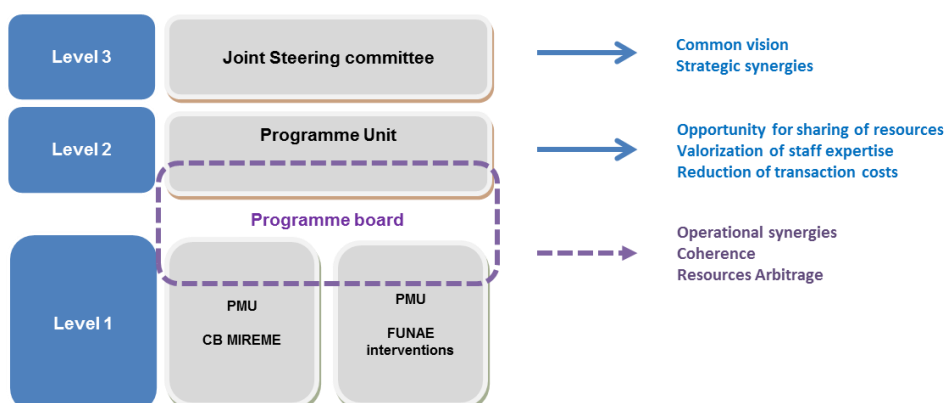 Level 3
Joint Steering committee
Common vision
Strategic synergies
Level 2
Programme Unit
Opportunity for sharing of resources
Valorization of staff expertise
Reduction of transaction costs
Programme board
Operational synergies
Coherence
Resources Arbitrage
Level 1
PMU
CB MIREME
PMU
FUNAE
interventions